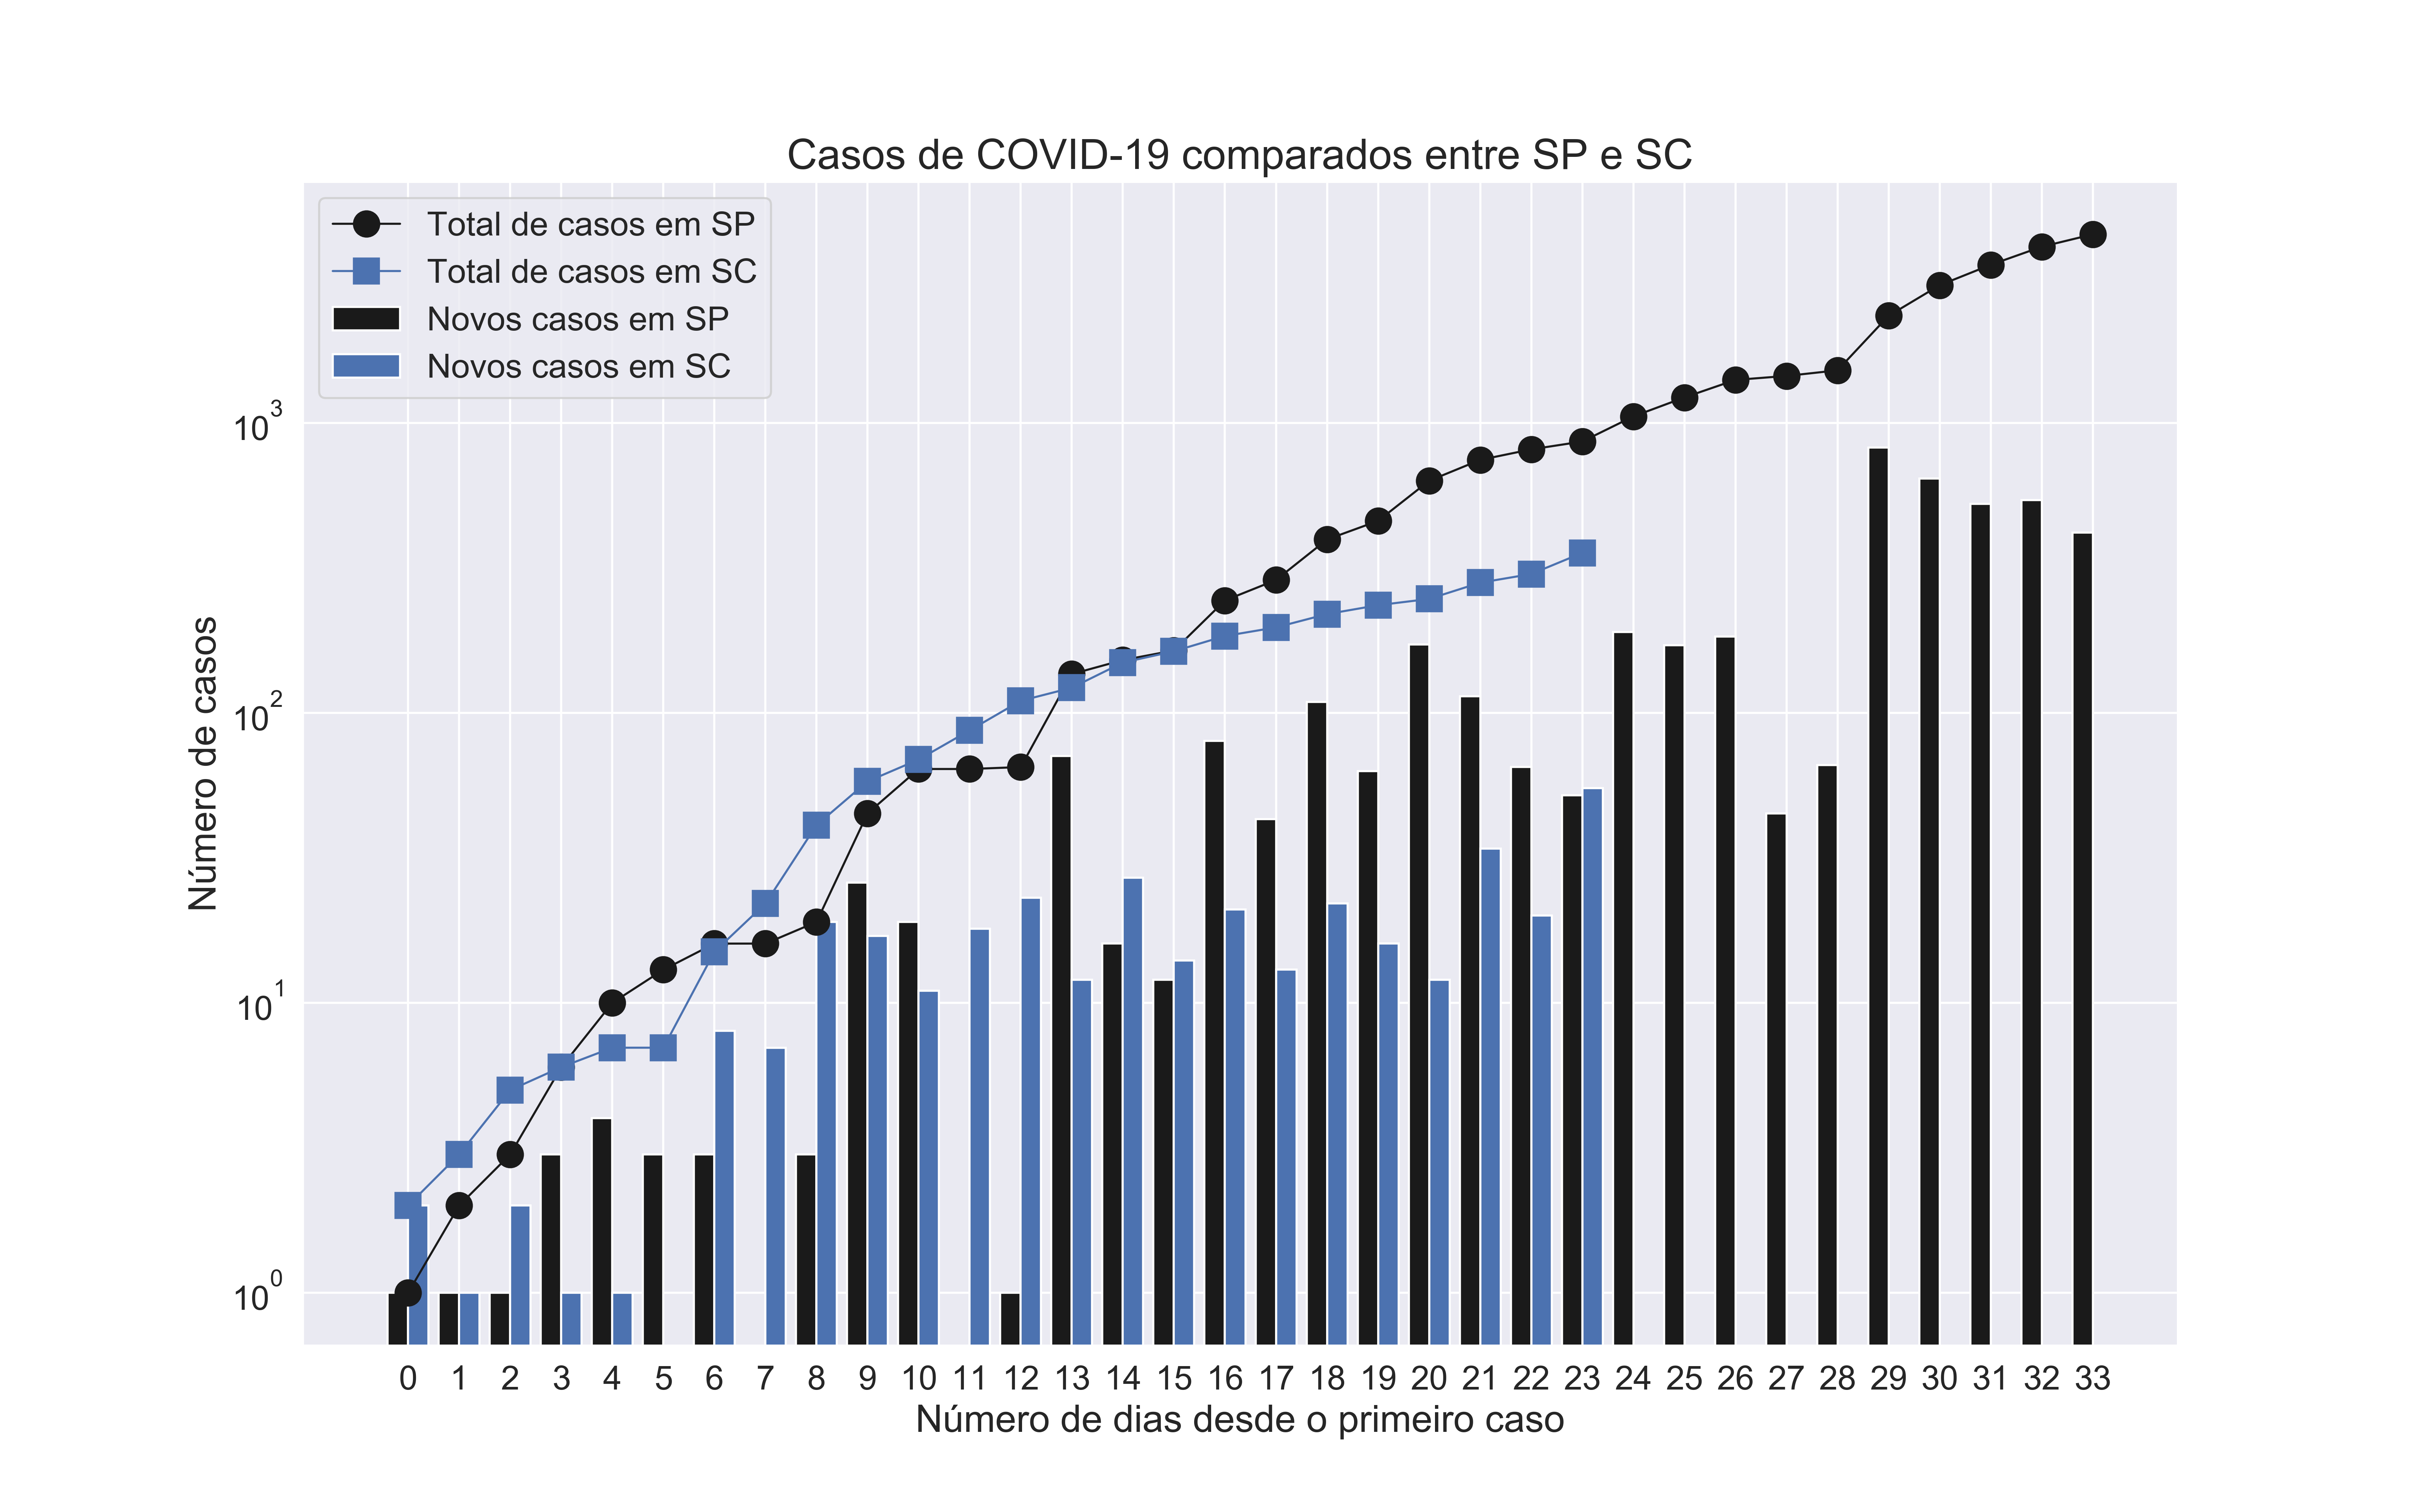 Casos de COVID-19 comparados entre SP e SC
Total de casos em SP
Total de casos em SC
Novos casos em SP
Novos casos em SC
10³
10²
10¹
10⁰
Número de casos
0 1 2 3 4 5 6 7 8 9 10 11 12 13 14 15 16 17 18 19 20 21 22 23 24 25 26 27 28 29 30 31 32 33
Número de dias desde o primeiro caso